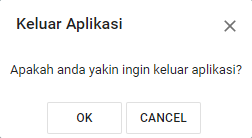 Keluar Aplikasi
Apakah anda yakin ingin keluar aplikasi?
OK CANCEL